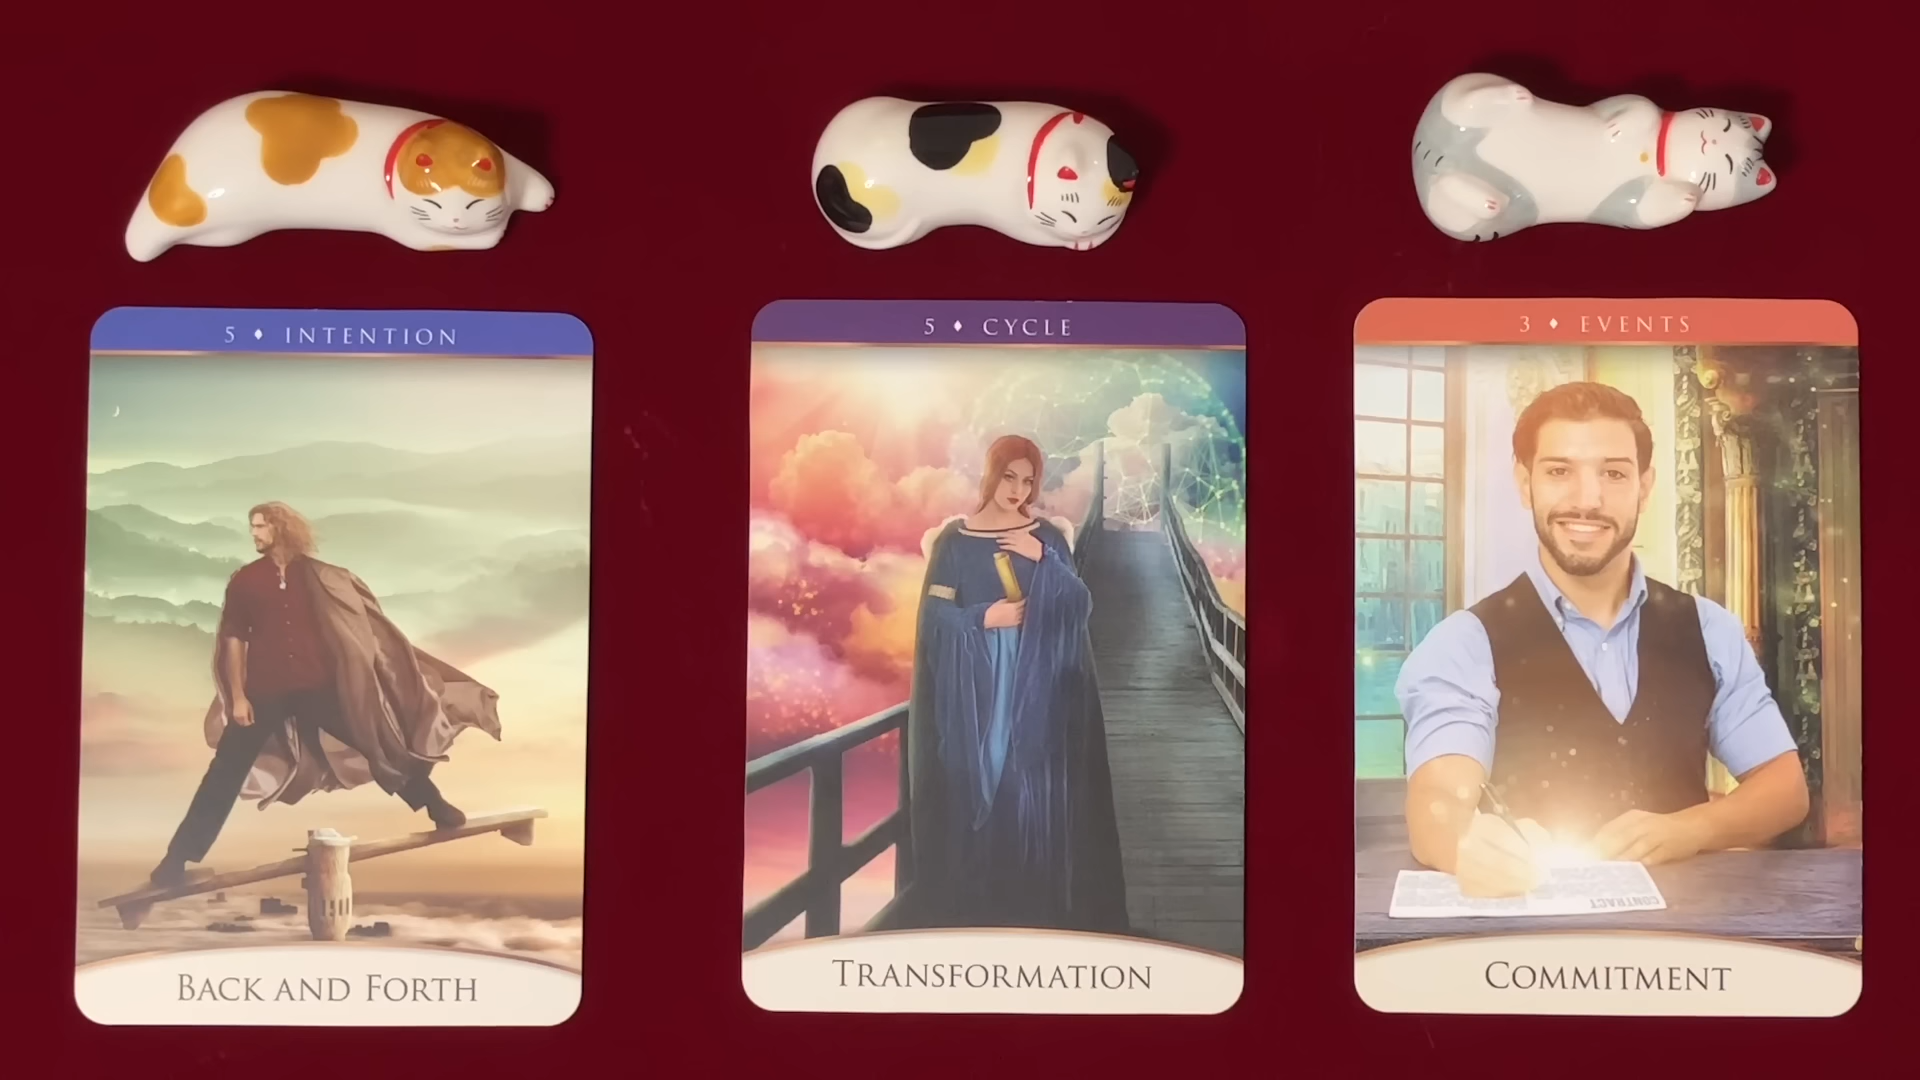 5 ♦ INTENTION
BACK AND FORTH
5 ♦ CYCLE
TRANSFORMATION
3 ♦ EVENTS
CONTRACT
COMMITMENT